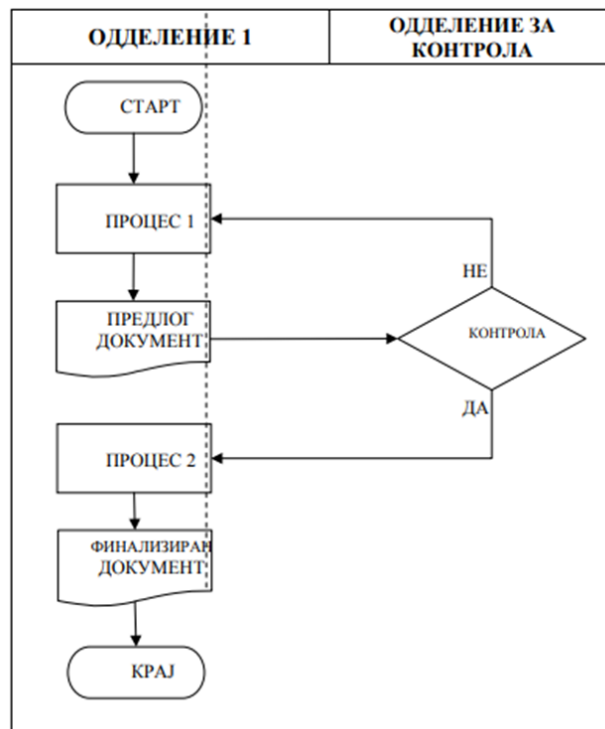 ОДДЕЛЕНИЕ 1
ОДДЕЛЕНИЕ ЗА
КОНТРОЛА
СТАРТ
ПРОЦЕС 1
НЕ
ПРЕДЛОГ
ДОКУМЕНТ
КОНТРОЛА
ДА
ПРОЦЕС 2
ФИНАЛИЗИРАН
ДОКУМЕНТ
КРАЈ